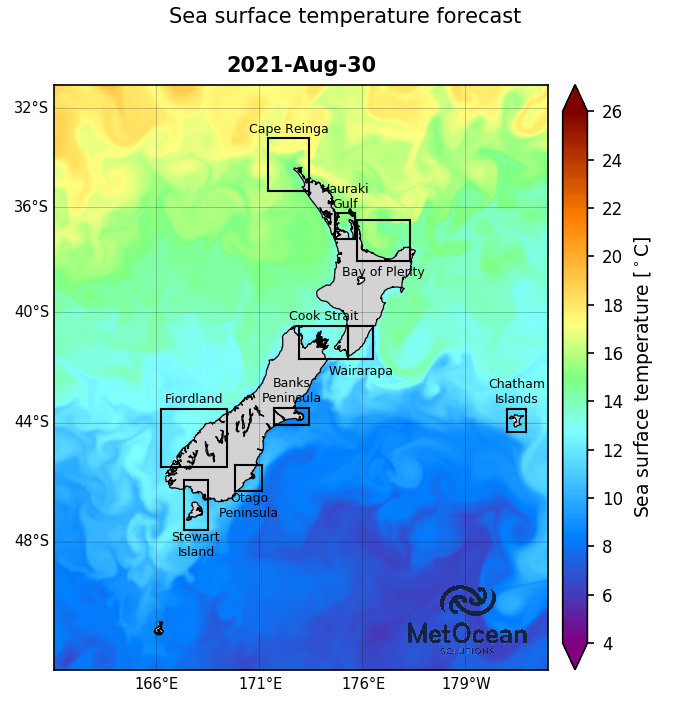 Sea surface temperature forecast
2021-Aug-30
32°S
36°S
40°S
44°S
48°S
166°E
171°E
176°E
179°W
Cape Reinga
Hauraki
Gulf
Bay of Plenty
Cook Strait
Wairarapa
Banks
Peninsula
Fiordland
Chatham
Islands
Otago
Peninsula
Stewart
Island
MetOcean
SOLUTIONS
26
24
22
20
18
16
14
12
10
8
6
4
Sea surface temperature [°C]